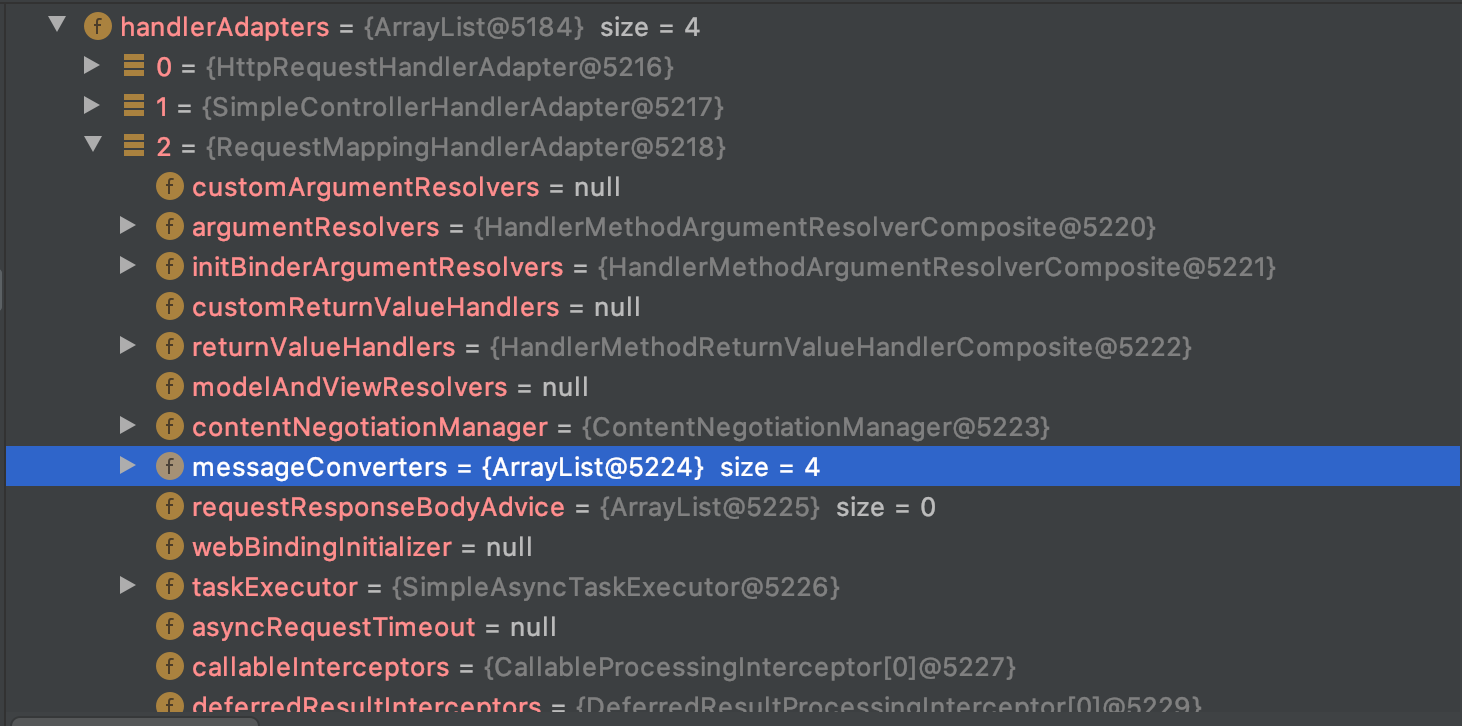 handlerAdapters = {ArrayList@5184} size = 4
0 = {HttpRequestHandlerAdapter@5216}
1 = {SimpleControllerHandlerAdapter@5217}
2 = {RequestMappingHandlerAdapter@5218}
f customArgumentResolvers = null
f argumentResolvers = {HandlerMethodArgumentResolverComposite@5220}
f initBinderArgumentResolvers = {HandlerMethodArgumentResolverComposite@5221}
f customReturnValueHandlers = null
f returnValueHandlers = {HandlerMethodReturnValueHandlerComposite@5222}
f modelAndViewResolvers = null
f contentNegotiationManager = {ContentNegotiationManager@5223}
f messageConverters = {ArrayList@5224} size = 4
f requestResponseBodyAdvice = {ArrayList@5225} size = 0
f webBindingInitializer = null
f taskExecutor = {SimpleAsyncTaskExecutor@5226}
f asyncRequestTimeout = null
f callableInterceptors = {CallableProcessingInterceptor[0]@5227}
f deferredResultInterceptors = {DeferredResultProcessingInterceptor[0]@5229}